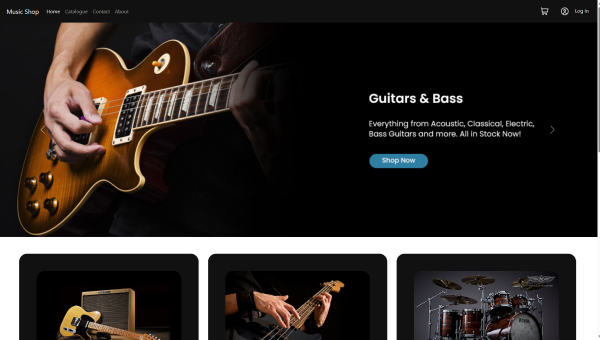 Music Shop Home Catalogue Contact About Log In
Guitars & Bass
Everything from Acoustic, Classical, Electric,
Bass Guitars and more. All in Stock Now!
Shop Now